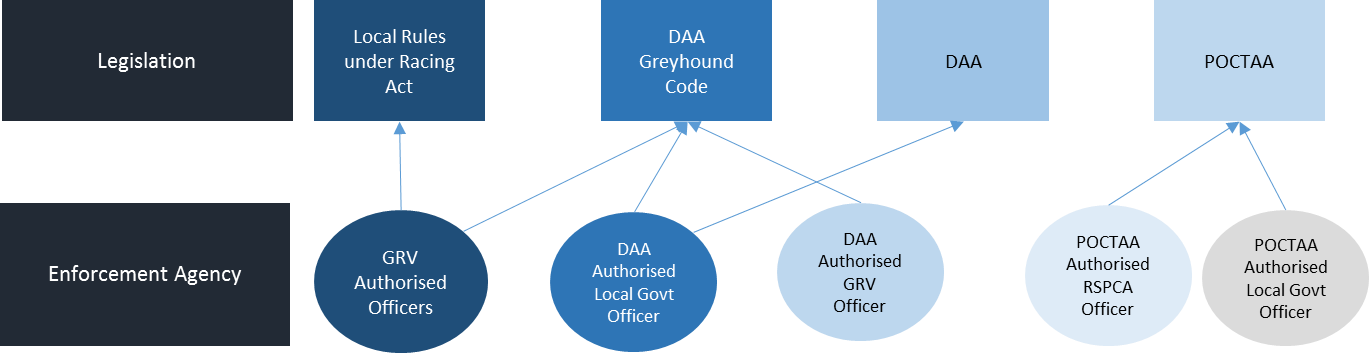 Legislation
Local Rules
under Racing
Act
DAA
Greyhound
Code
DAA
POCTAA
Enforcement Agency
GRV
Authorised
Officers
DAA
Authorised
Local Govt
Officer
DAA
Authorised
GRV
Officer
POCTAA
Authorised
RSPCA
Officer
POCTAA
Authorised
Local Govt
Officer